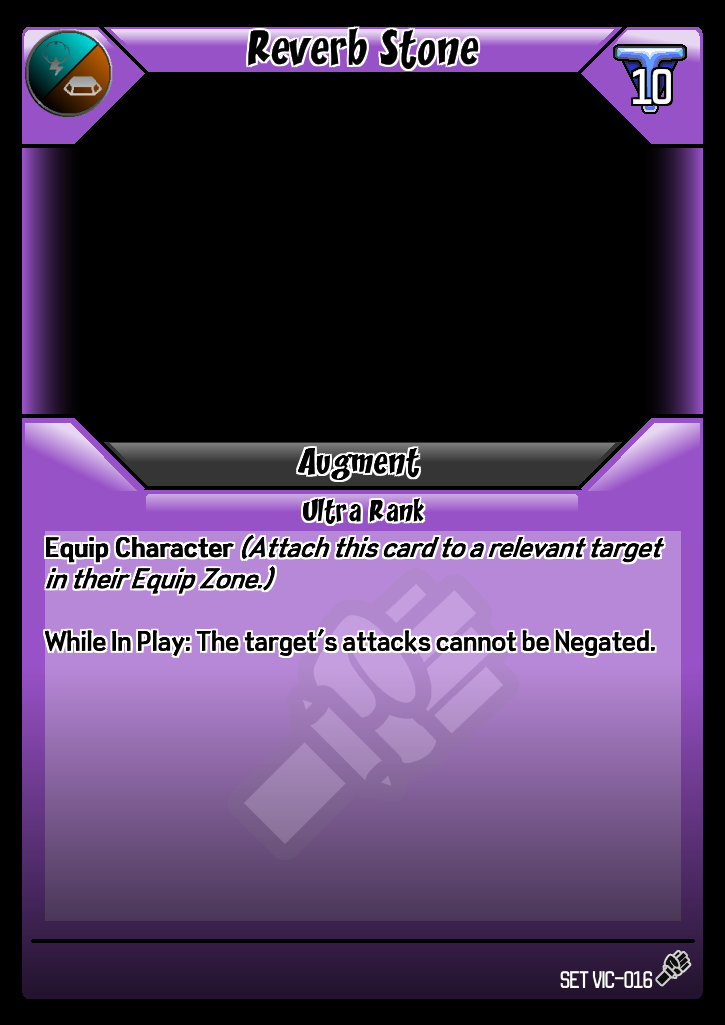 Reverb Stone
10
Augment
Ultra Rank
Equip Character (Attach this card to a relevant target
in their Equip Zone.)
While In Play: The target's attacks cannot be Negated.
SET VIC-016